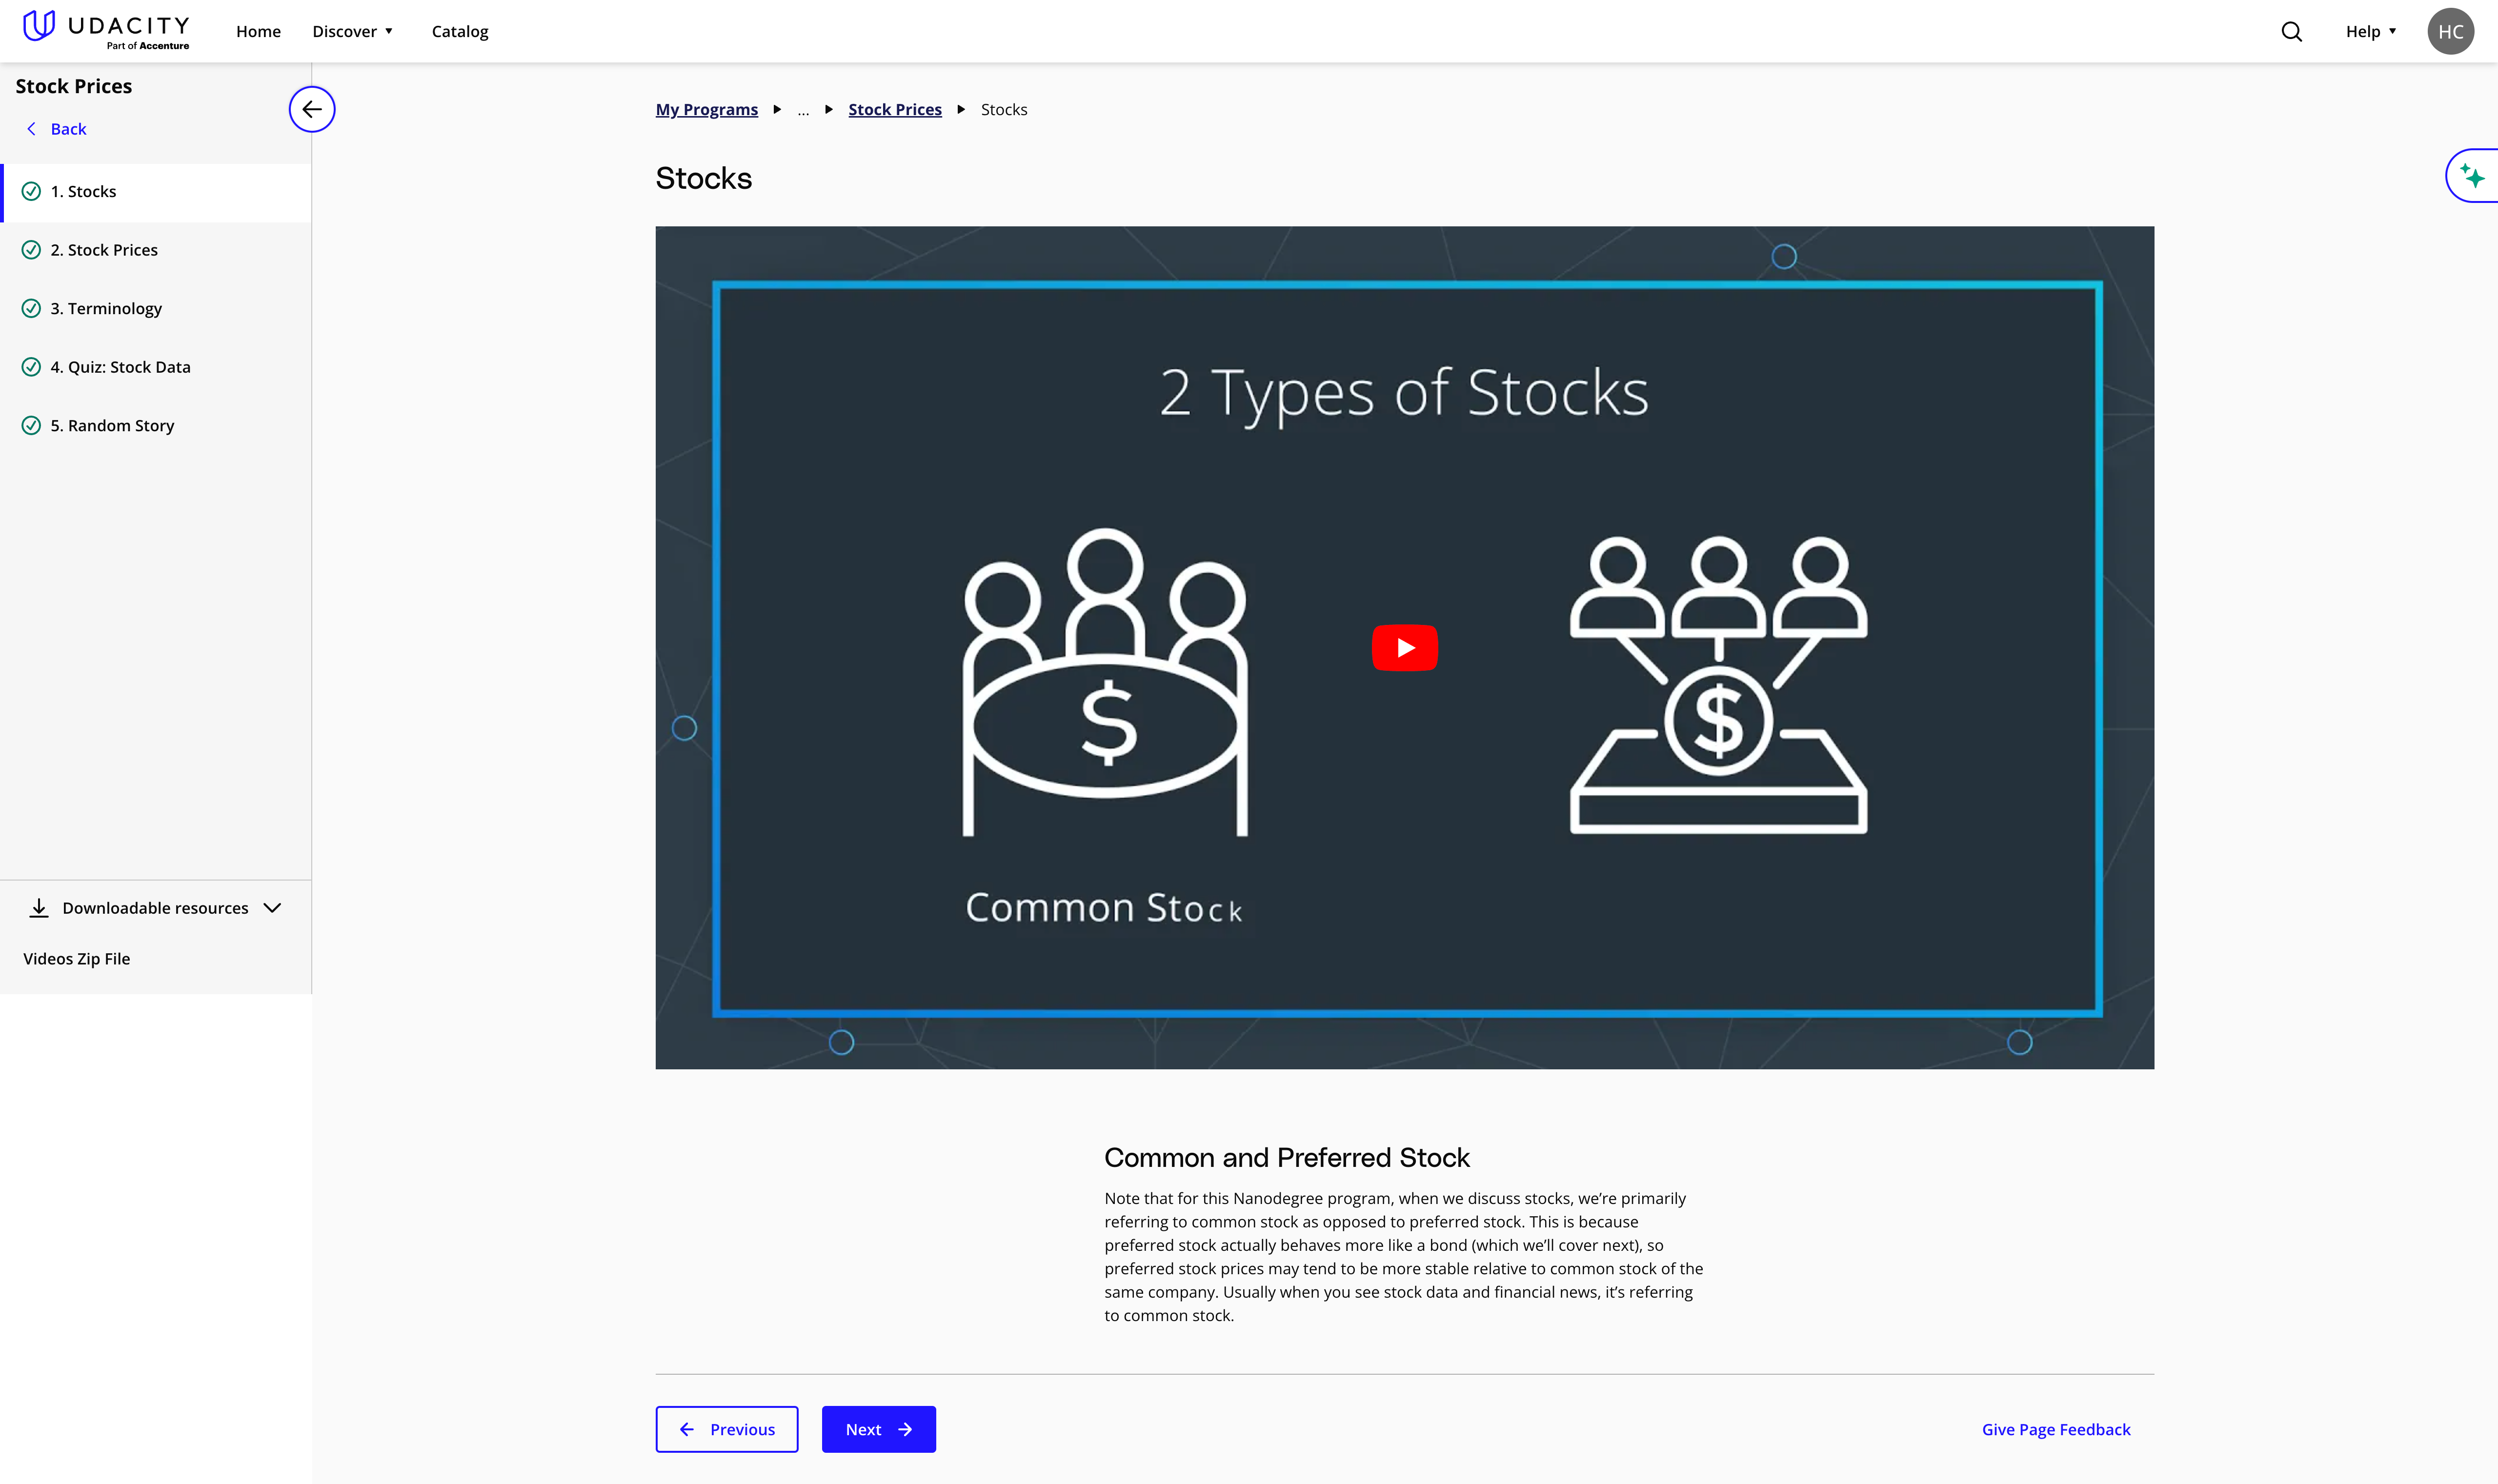 UDACITY
Part of Accenture
Home
Discover
Catalog
Help
HC
Stock Prices
Back
1. Stocks
2. Stock Prices
3. Terminology
4. Quiz: Stock Data
5. Random Story
Downloadable resources
Videos Zip File
My Programs
...
Stock Prices
Stocks
Stocks
2 Types of Stocks
$
$
Common Stock
Common and Preferred Stock
Note that for this Nanodegree program, when we discuss stocks, we’re primarily
referring to common stock as opposed to preferred stock. This is because
preferred stock actually behaves more like a bond (which we’ll cover next), so
preferred stock prices may tend to be more stable relative to common stock of the
same company. Usually when you see stock data and financial news, it’s referring
to common stock.
Previous
Next
Give Page Feedback